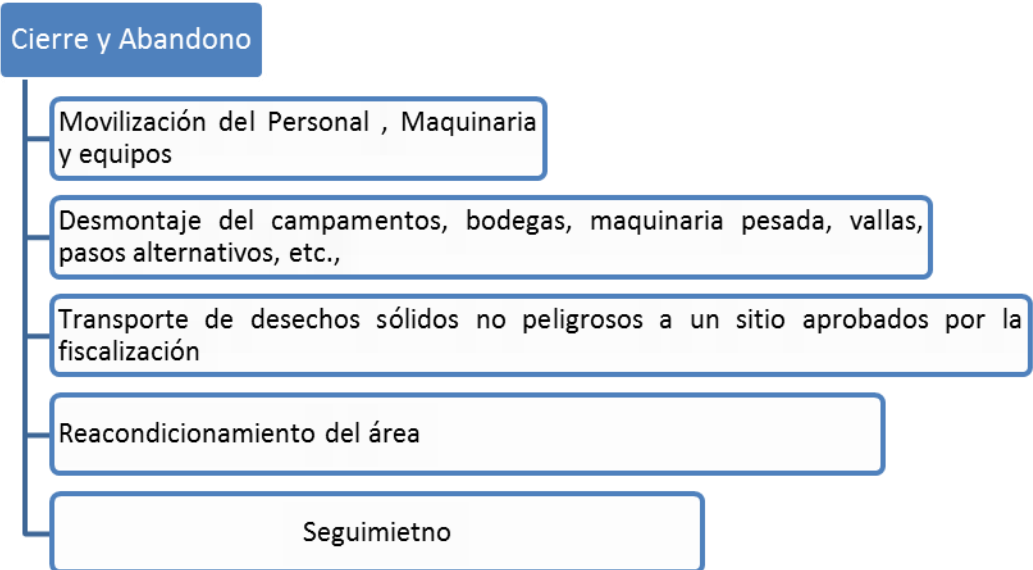 Cierre y Abandono
Movilización del Personal , Maquinaria
y equipos
Desmontaje del campamentos, bodegas, maquinaria pesada, vallas,
pasos alternativos, etc.,
Transporte de desechos sólidos no peligrosos a un sitio aprobados por la
fiscalización
Reacondicionamiento del área
Seguimietno